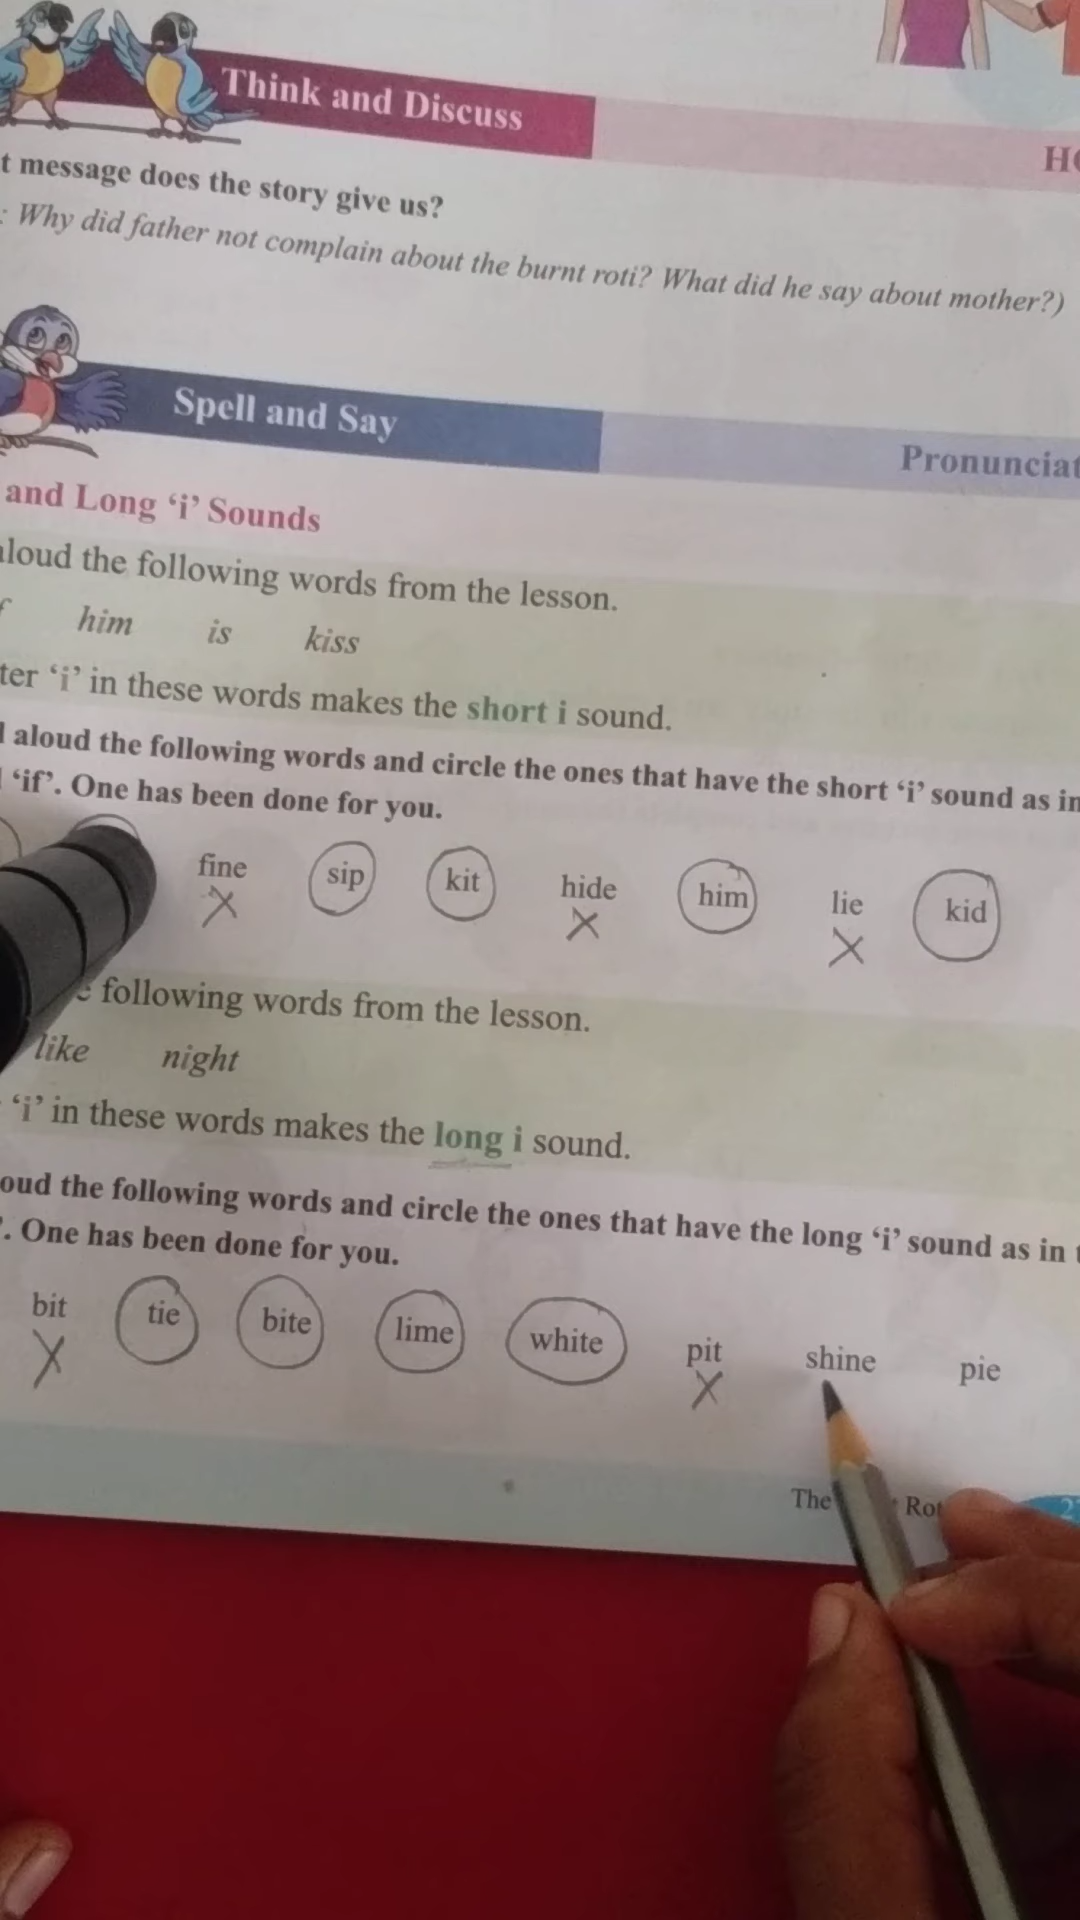 Think and Discuss
HO
t message does the story give us?
: Why did father not complain about the burnt roti? What did he say about mother?)
Spell and Say
Pronunciat
and Long ‘i’ Sounds
aloud the following words from the lesson.
f him is kiss
ter ‘i’ in these words makes the short i sound.
d aloud the following words and circle the ones that have the short ‘i’ sound as in
‘if’. One has been done for you.
fine sip kit hide him lie kid
e following words from the lesson.
like night
‘i’ in these words makes the long i sound.
oud the following words and circle the ones that have the long ‘i’ sound as in t
’. One has been done for you.
bit tie bite lime white pit shine pie
The Rot 2